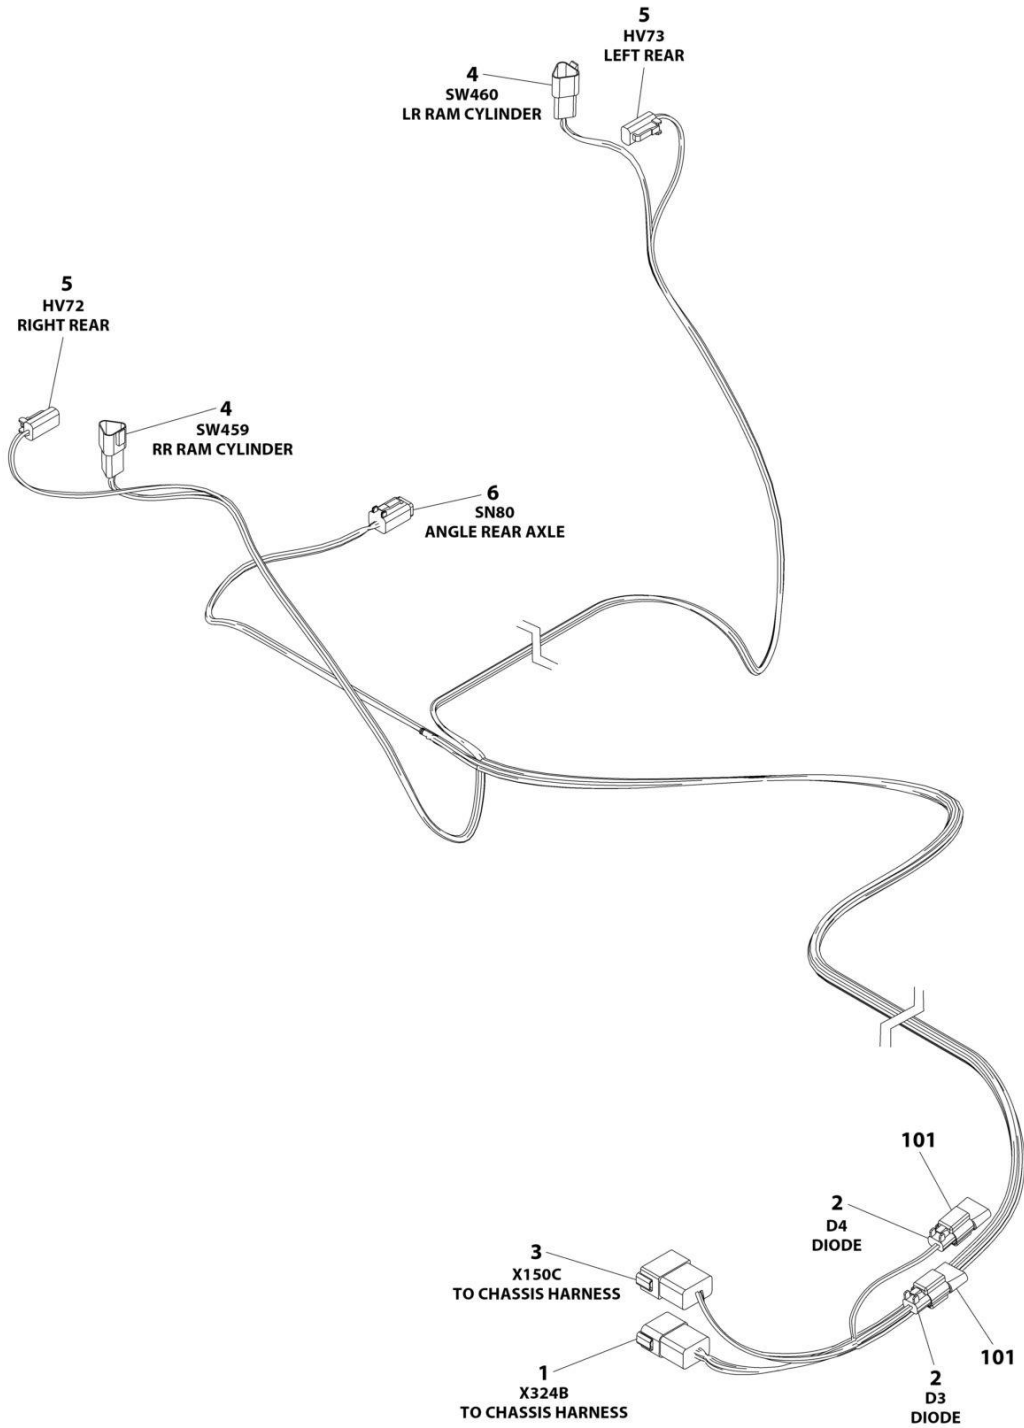 5
HV73
LEFT REAR
4
SW460
LR RAM CYLINDER
5
HV72
RIGHT REAR
4
SW459
RR RAM CYLINDER
6
SN80
ANGLE REAR AXLE
101
2
D4
DIODE
3
X150C
TO CHASSIS HARNESS
101
1
X324B
TO CHASSIS HARNESS
2
D3
DIODE